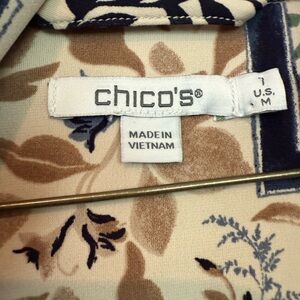 chico's®
1
U.S.
M
MADE IN
VIETNAM